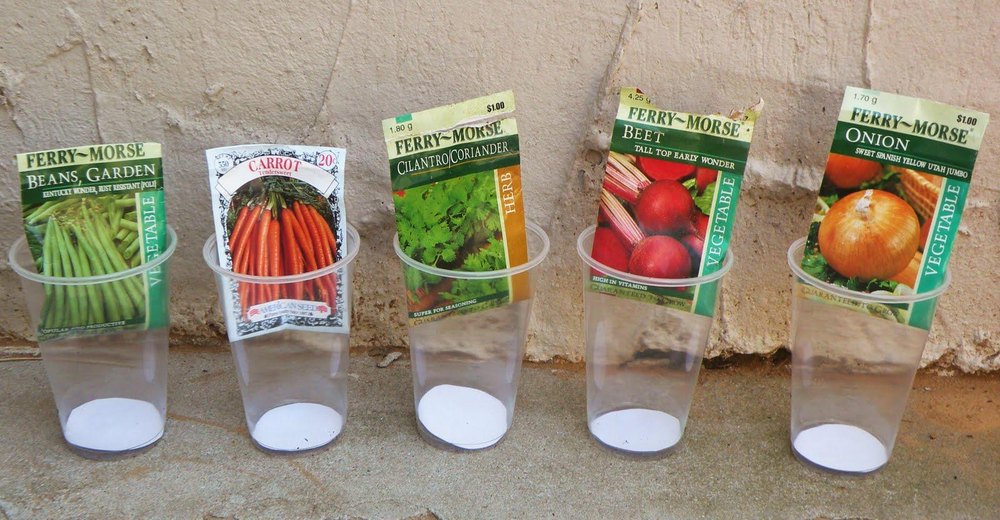 FERRY~MORSE
BEANS, GARDEN
KENTUCKY WONDER, RUST RESISTANT (POLE)
VEGETABLE
OPULAR AND PRODUCTIVE
CARROT
Tendersweet
20¢
AMERICAN SEED
1.80 g
$1.00
FERRY~MORSE
CILANTRO/CORIANDER
HERB
SUPER FOR SEASONING
GUARANTEED TO GROW
4.25 g
FERRY~MORSE®
BEET
TALL TOP EARLY WONDER
VEGETABLE
HIGH IN VITAMINS
GUARANTEED TO GROW
1.70 g
$1.00
FERRY~MORSE®
ONION
SWEET SPANISH YELLOW UTAH JUMBO
VEGETABLE
GUARANTEED TO GROW